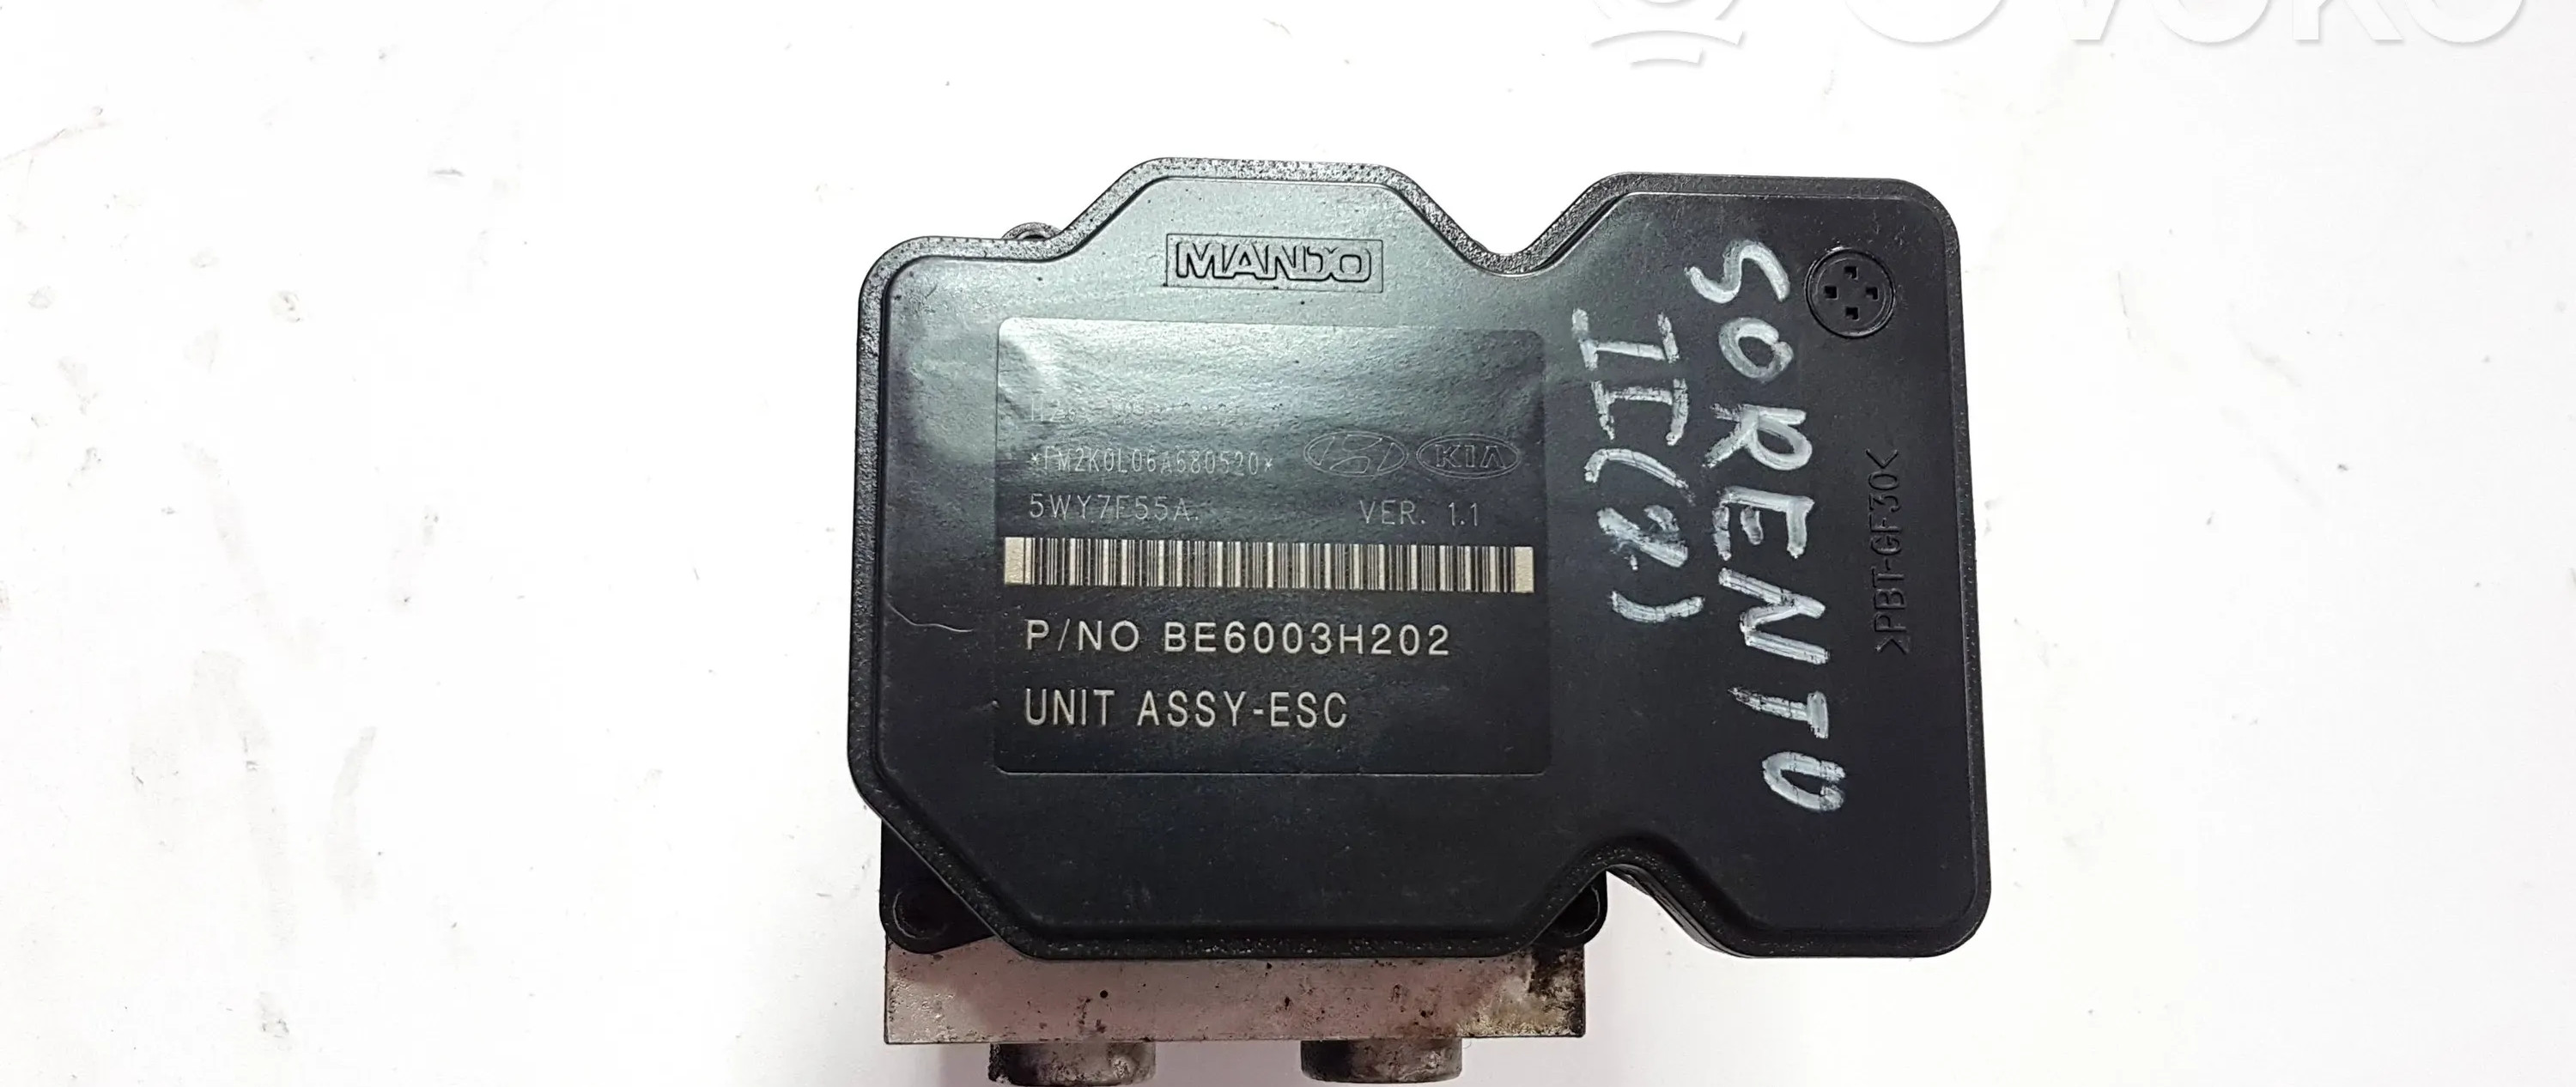 MANDO
*FM2K0L06A680520*
KIA
5WY7F55A.
VER. 1.1
P/NO BE6003H202
UNIT ASSY-ESC
SORENTO
>PBT-GF30<